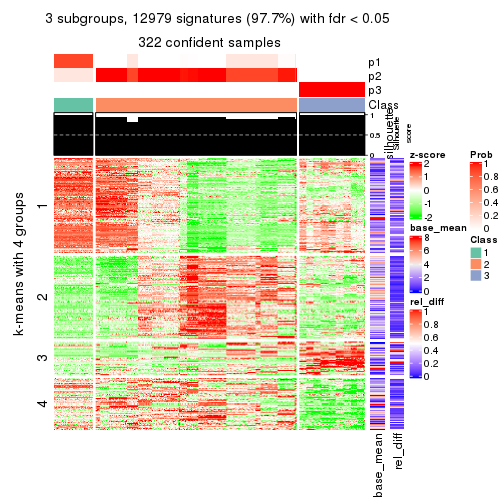 3 subgroups, 12979 signatures (97.7%) with fdr < 0.05
322 confident samples
p1
p2
p3
Class
1
0.5
0
silhouette
Silhouette
score
k-means with 4 groups
1
2
3
4
base_mean
rel_diff
z-score
2
1
0
-1
-2
base_mean
8
6
4
2
0
rel_diff
1
0.8
0.6
0.4
0.2
0
Prob
1
0.8
0.6
0.4
0.2
0
Class
1
2
3